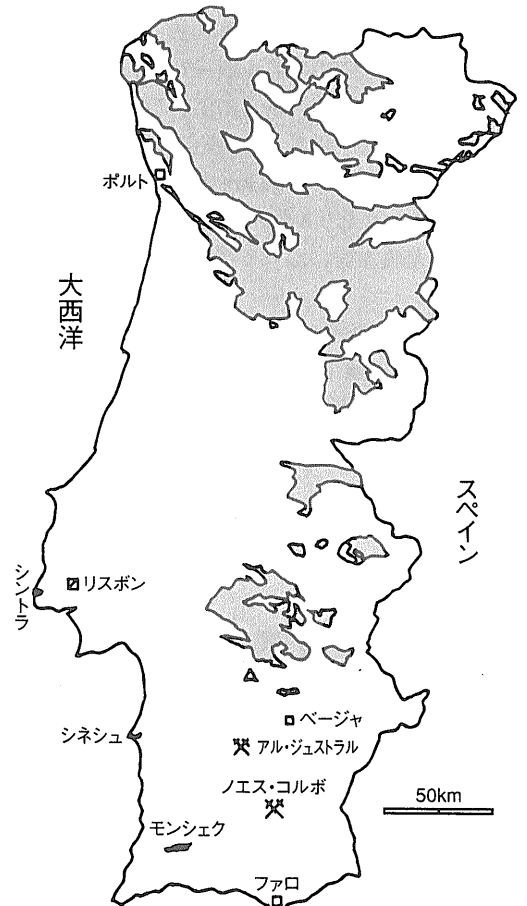 ポルト
大西洋
スペイン
シントラ
リスボン
ベージャ
シネシュ
アル・ジュストラル
ノエス・コルボ
50km
モンシェク
ファロ